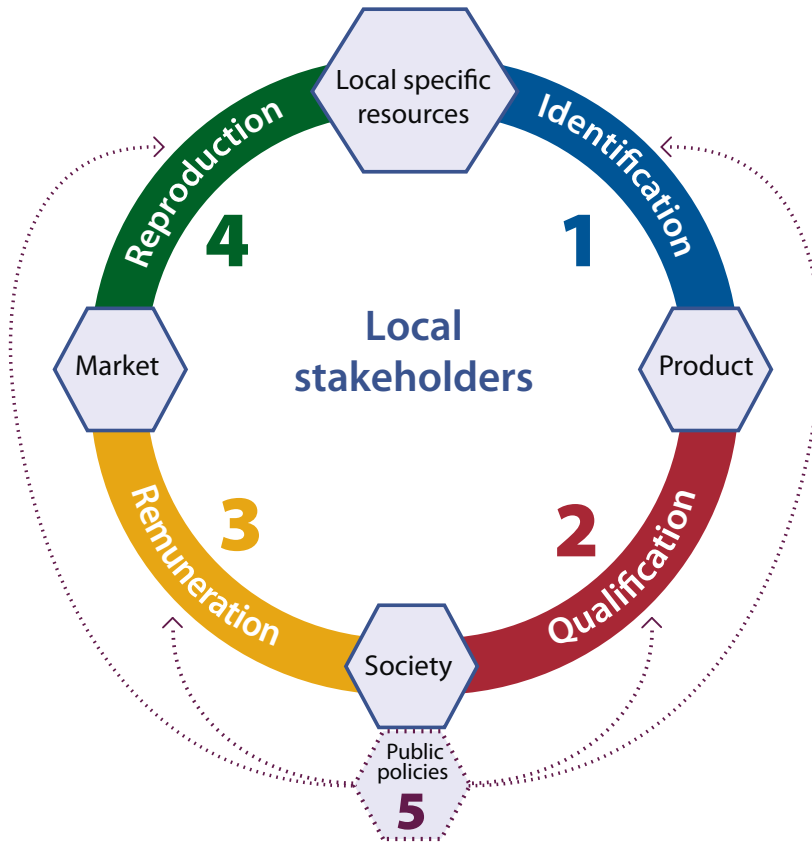 Local specific
resources
Identification
1
Product
Qualification
2
Society
Remuneration
3
Market
Reproduction
4
Local
stakeholders
Public
policies
5